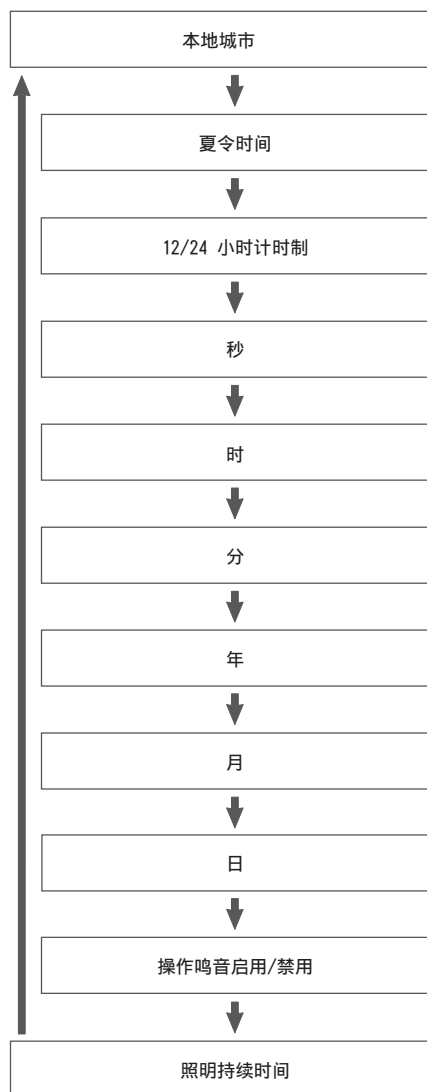 本地城市
夏令时间
12/24 小时计时制
秒
时
分
年
月
日
操作鸣音启用/禁用
照明持续时间